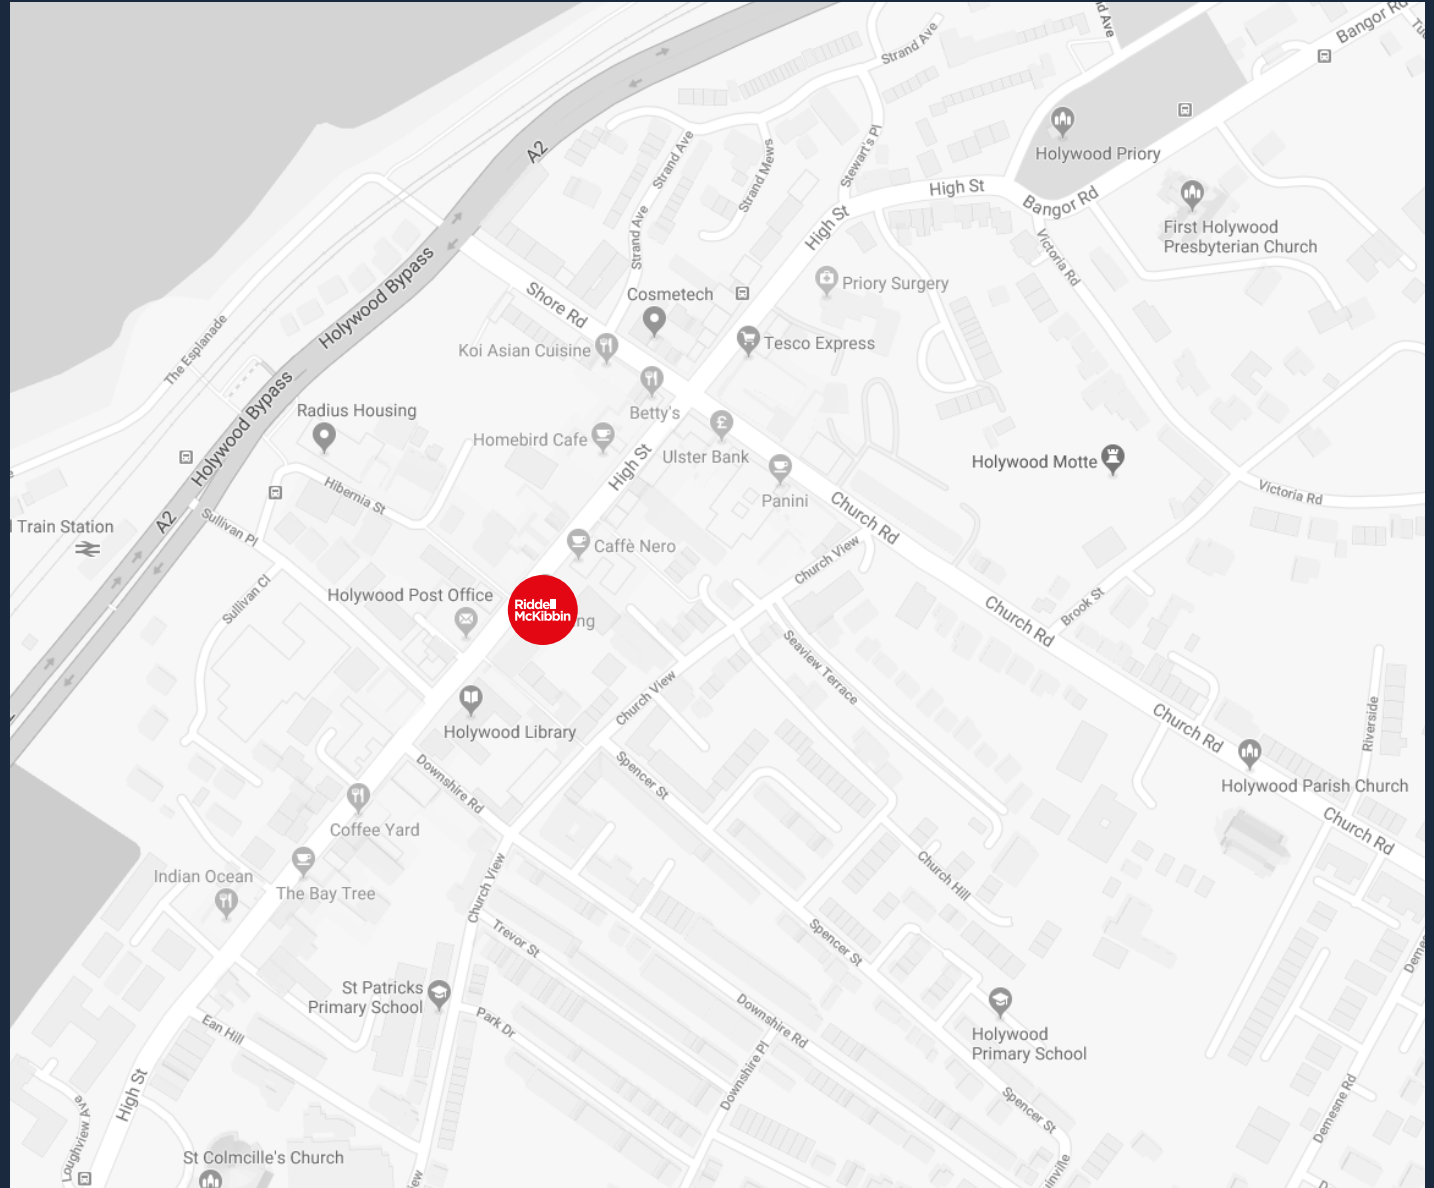 Bangor Rd
Strand Ave
A2
Strand Ave
Strand Mews
Stewart's Pl
Holywood Priory
High St
Bangor Rd
High St
Strand Ave
Victoria Rd
First Holywood
Presbyterian Church
Holywood Bypass
Shore Rd
Cosmetech
Priory Surgery
The Esplanade
Koi Asian Cuisine
Tesco Express
Holywood Bypass
Radius Housing
Betty's
Homebird Cafe
High St
Ulster Bank
Holywood Motte
Panini
Hibernia St
Victoria Rd
Church Rd
A2
Sullivan Pl
Train Station
Caffè Nero
Church View
Sullivan Cl
Holywood Post Office
Riddell
McKibbin
ng
Brook St
Church Rd
Seaview Terrace
Church View
Riverside
Holywood Library
Church Rd
Downshire Rd
Spencer St
Holywood Parish Church
Coffee Yard
Church Rd
Indian Ocean
The Bay Tree
Church View
Church Hill
Trevor St
Spencer St
St Patricks
Primary School
Park Dr
Downshire Rd
Ean Hill
Holywood
Primary School
Downshire Pl
High St
Spencer St
Demesne Rd
Loughview Ave
St Colmcille's Church